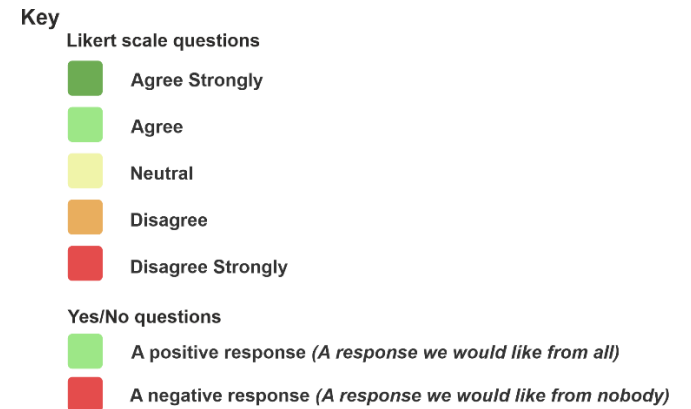 Key
Likert scale questions
Agree Strongly
Agree
Neutral
Disagree
Disagree Strongly
Yes/No questions
A positive response (A response we would like from all)
A negative response (A response we would like from nobody)